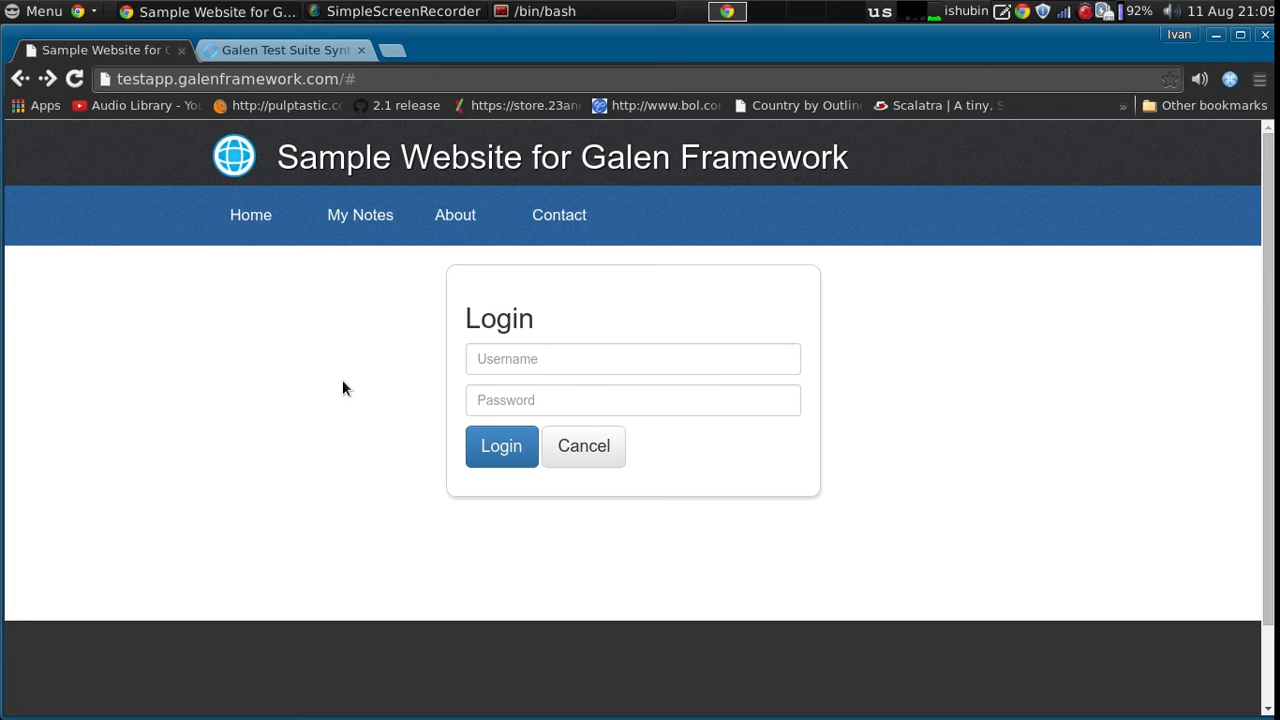 Menu Sample Website for G... SimpleScreenRecorder /bin/bash us ishubin 92% 11 Aug 21:09
Ivan
Sample Website for G Galen Test Suite Synt
testapp.galenframework.com/#
Apps Audio Library - Yo http://pulptastic.c 2.1 release https://store.23an http://www.bol.co Country by Outlin Scalatra | A tiny, S » Other bookmarks
Sample Website for Galen Framework
Home My Notes About Contact
Login
Username
Password
Login Cancel